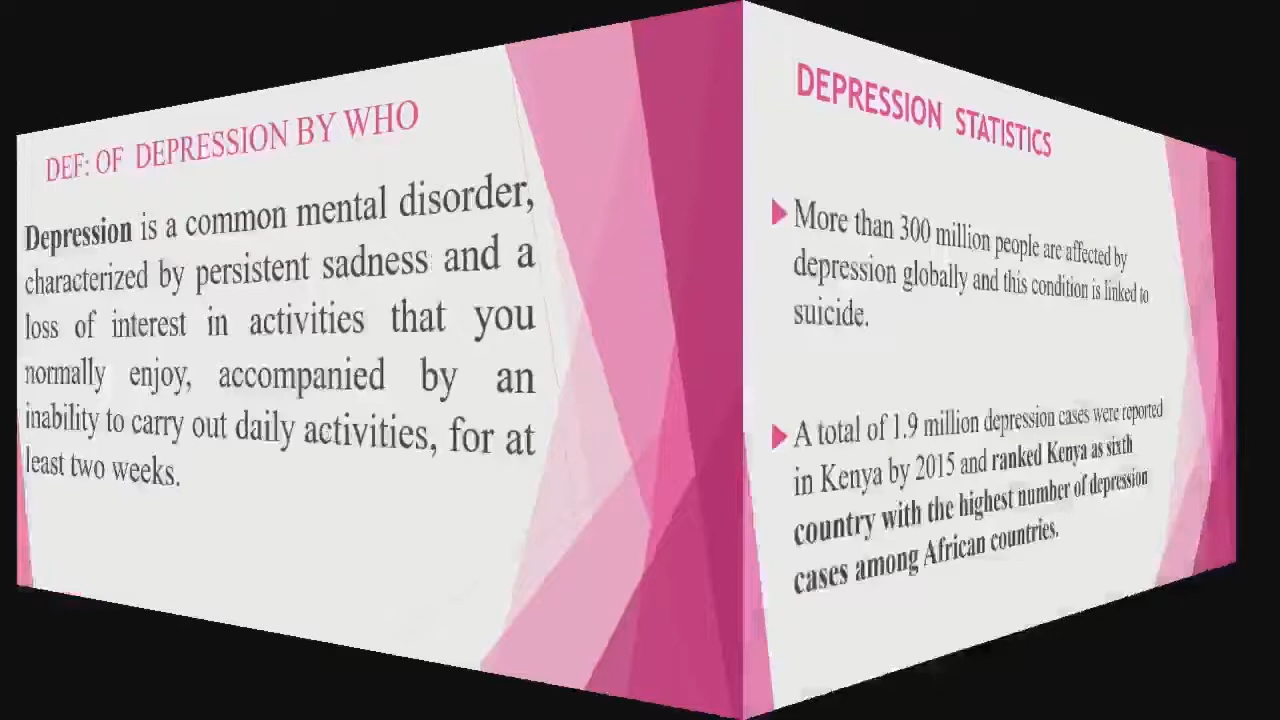 DEF: OF DEPRESSION BY WHO
Depression is a common mental disorder,
characterized by persistent sadness and a
loss of interest in activities that you
normally enjoy, accompanied by an
inability to carry out daily activities, for at
least two weeks.
DEPRESSION STATISTICS
More than 300 million people are affected by
depression globally and this condition is linked to
suicide.
A total of 1.9 million depression cases were reported
in Kenya by 2015 and ranked Kenya as sixth
country with the highest number of depression
cases among African countries.